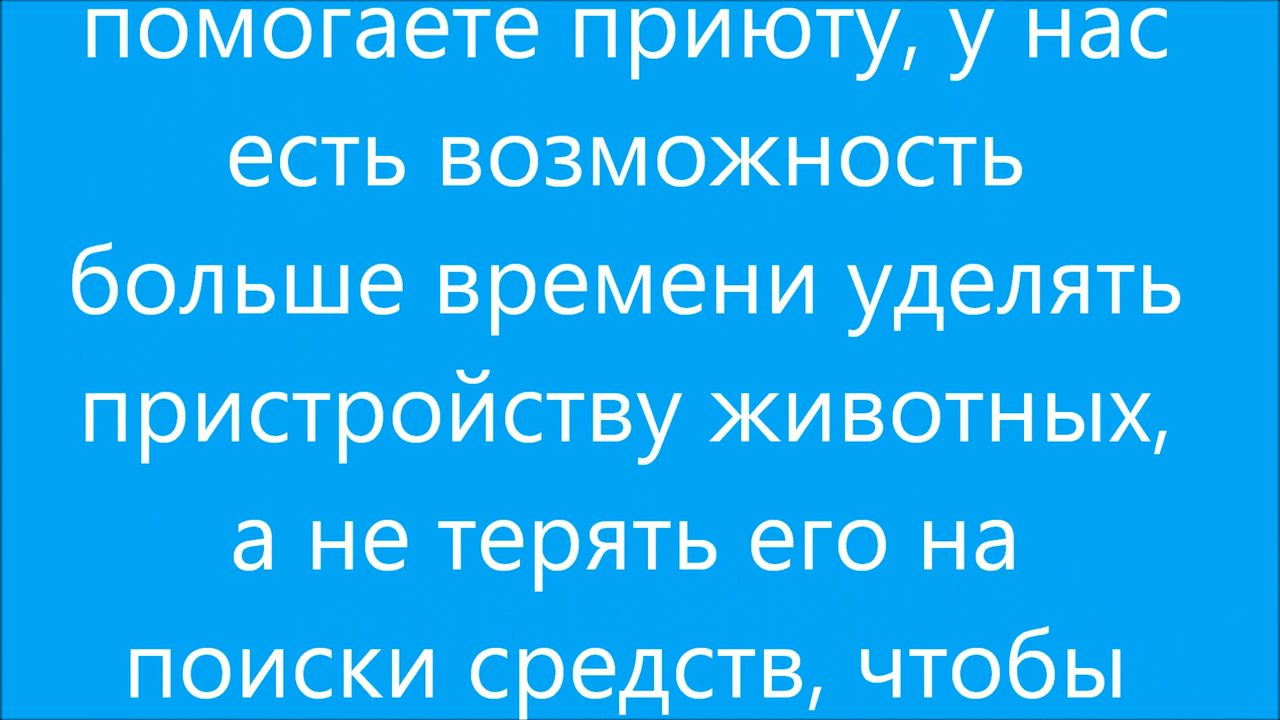 помогаете приюту, у нас
есть возможность
больше времени уделять
пристройству животных,
а не терять его на
поиски средств, чтобы